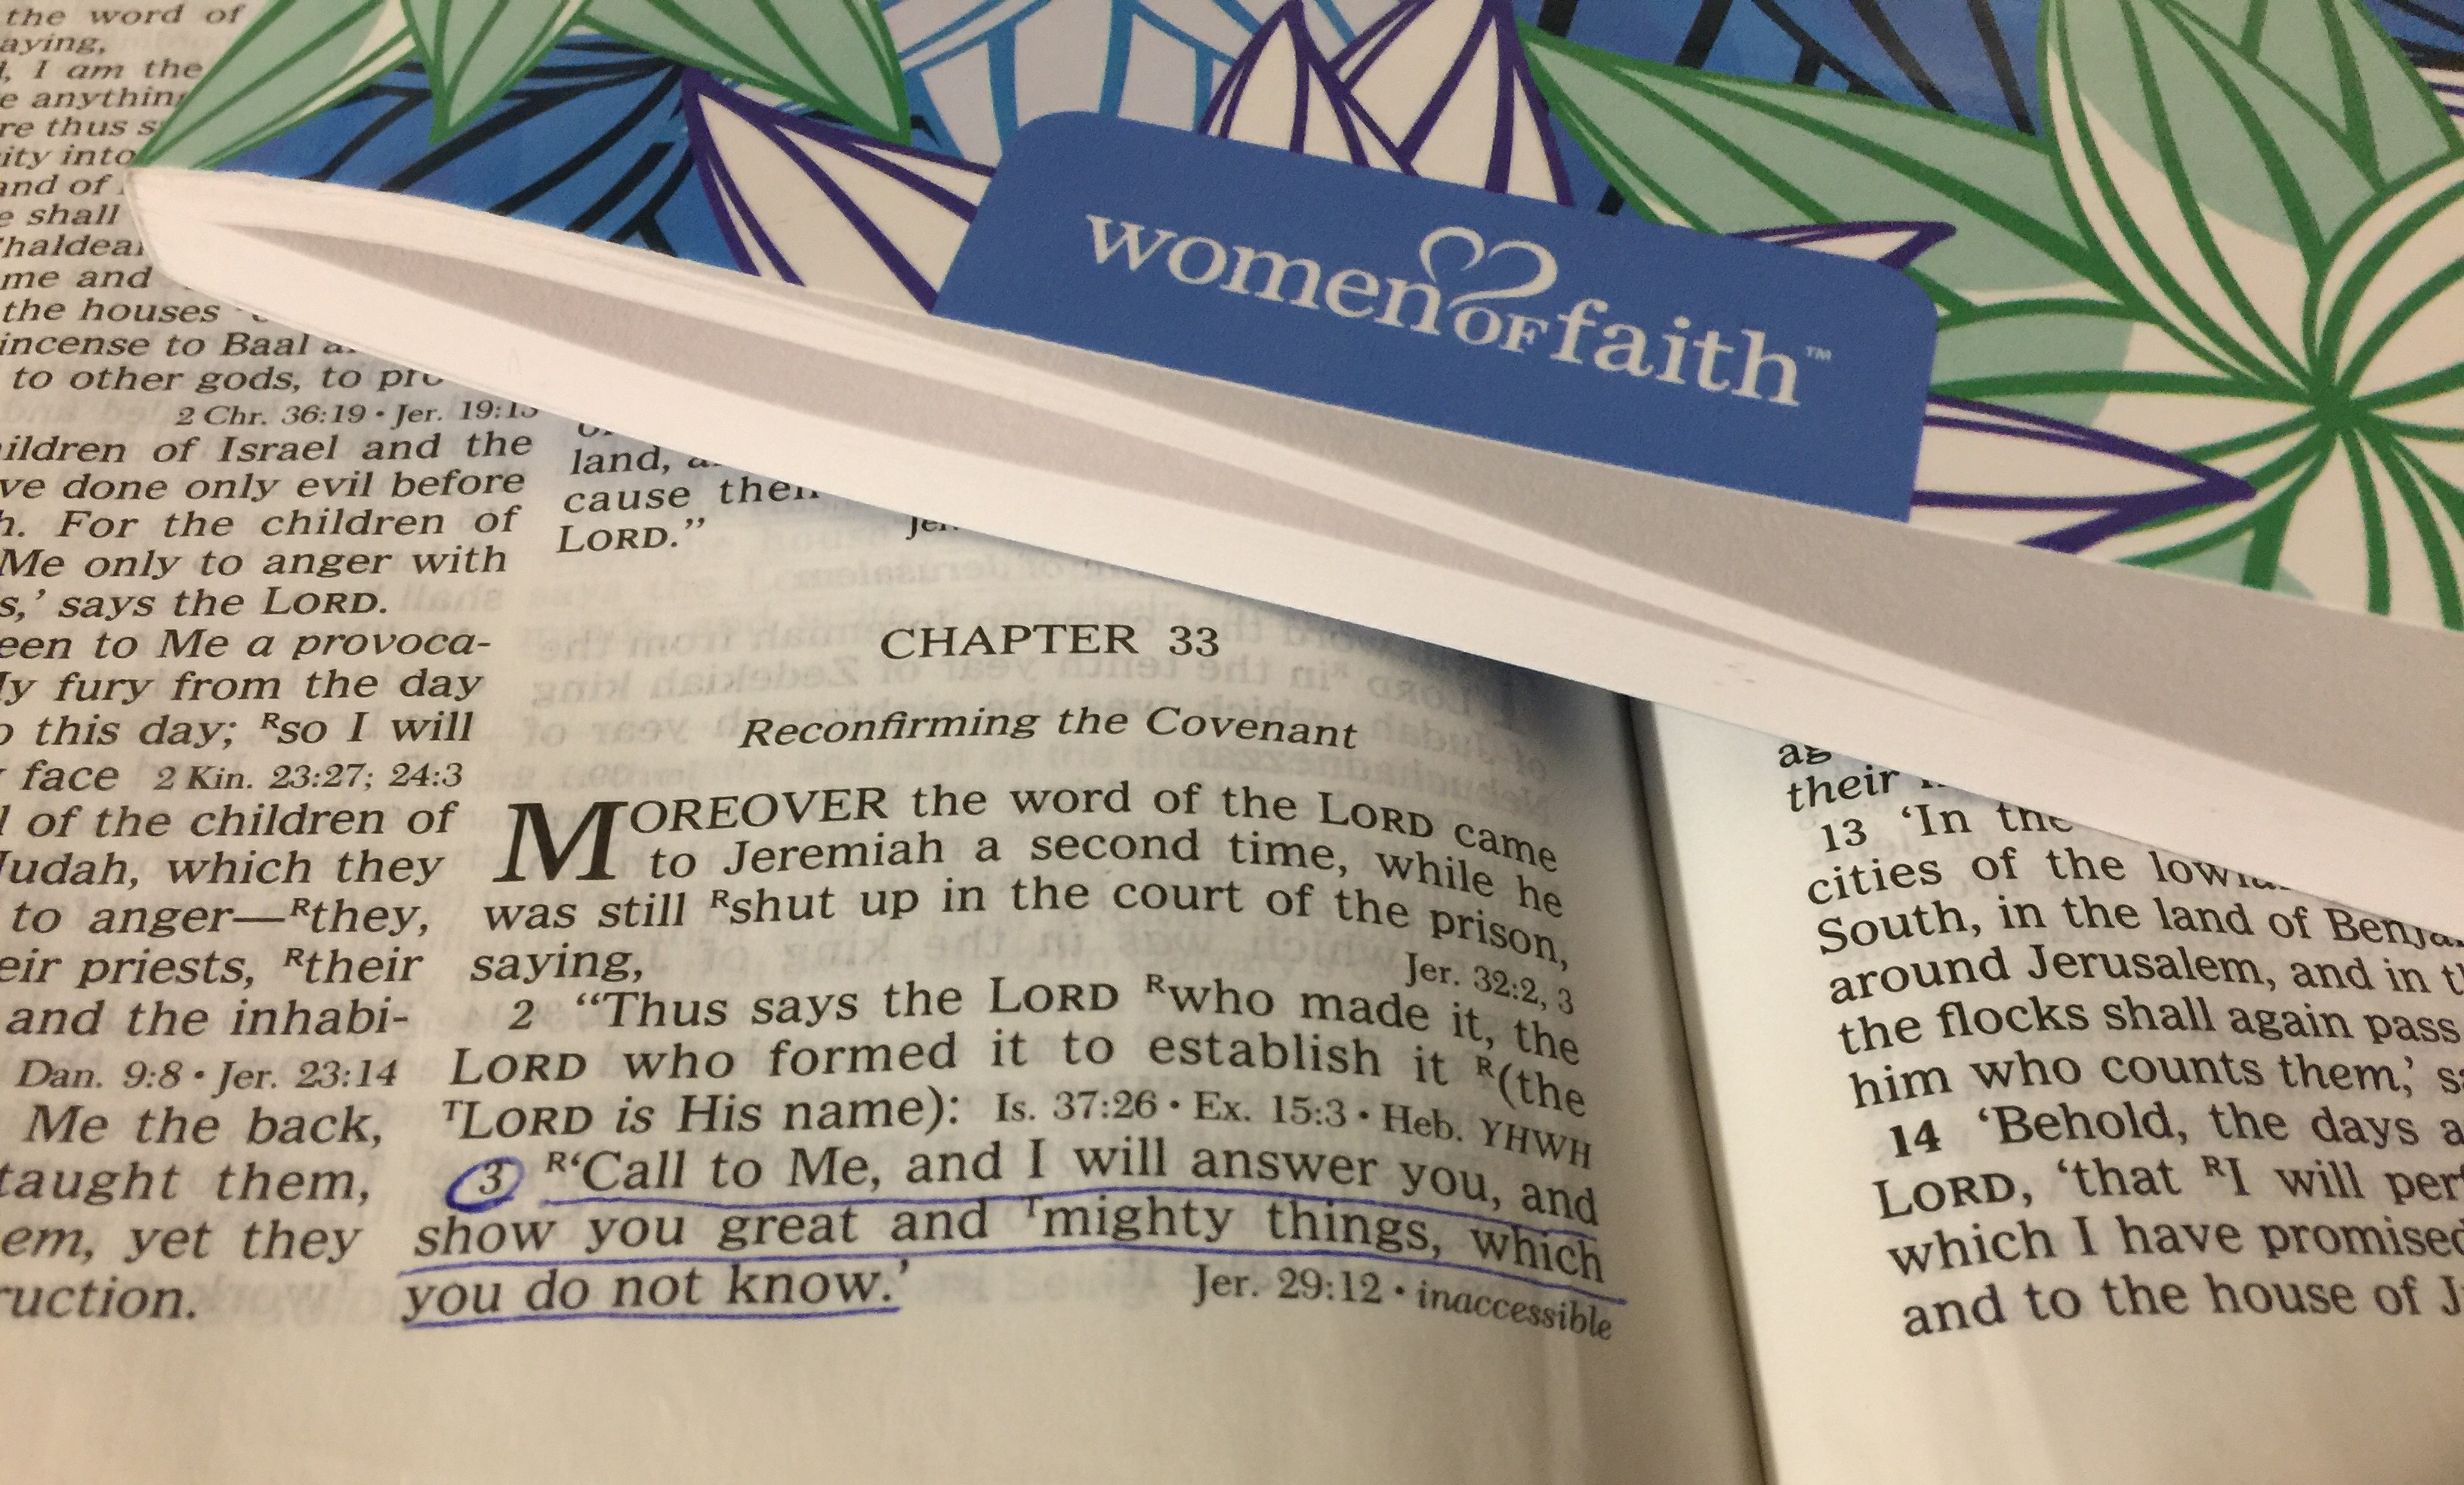 the word of
aying,
I am the
re thus
ity into
and of
shall
me and
the houses
incense to Baal
to other gods, to
2 Chr. 36:19 • Jer. 19:13
ildren of Israel and the
ve done only evil before
h. For the children of
Me only to anger with
s,’ says the LORD.
een to Me a provoca-
fury from the day
this day; ᴿso I will
face 2 Kin. 23:27; 24:3
of the children of
Judah, which they
to anger—ᴿthey,
eir priests, ᴿtheir
and the inhabi-
Dan. 9:8 • Jer. 23:14
Me the back,
taught them,
em, yet they
ruction.
women OF faith™
land,
cause
LORD.”
CHAPTER 33
Reconfirming the Covenant
MOREOVER the word of the LORD came
to Jeremiah a second time, while he
was still ᴿshut up in the court of the prison,
saying,
Jer. 32:2, 3
2 “Thus says the LORD ᴿwho made it, the
LORD who formed it to establish it ᴿ(the
ᵀLORD is His name): Is. 37:26 • Ex. 15:3 • Heb. YHWH
3 ᴿ‘Call to Me, and I will answer you, and
show you great and ᵀmighty things, which
you do not know.’ Jer. 29:12 • inaccessible
their
13 ‘In the
cities of the
South, in the land of
around Jerusalem, and in
the flocks shall again pass
him who counts them,’
14 ‘Behold, the days
LORD, ‘that ᴿI will
which I have promised
and to the house of